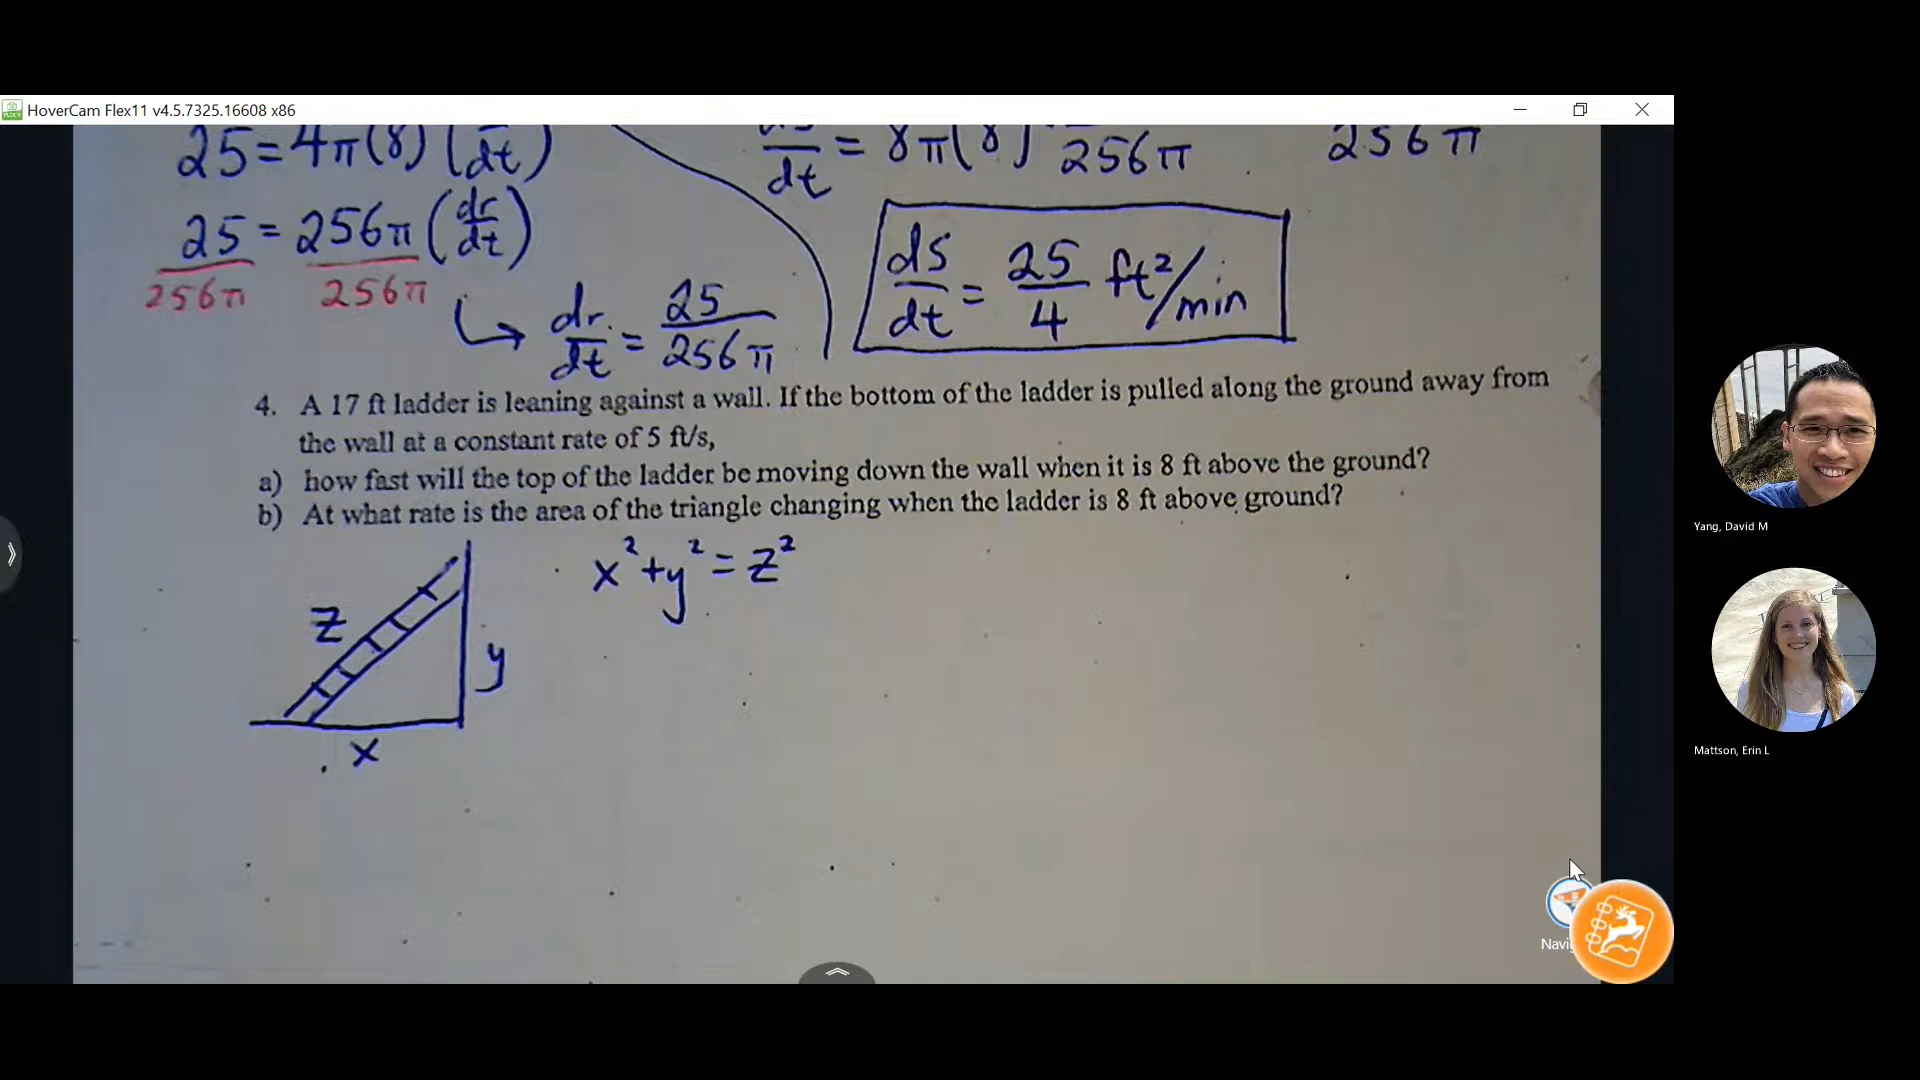 HoverCam Flex11 v4.5.7325.16608 x86
25 = 4π(8) (dt)
dt = 8π(8) 256π
256π
25 = 256π (dr/dt)
256π 256π
dr/dt = 25/256π
dS/dt = 25/4 ft²/min
4. A 17 ft ladder is leaning against a wall. If the bottom of the ladder is pulled along the ground away from
the wall at a constant rate of 5 ft/s,
a) how fast will the top of the ladder be moving down the wall when it is 8 ft above the ground?
b) At what rate is the area of the triangle changing when the ladder is 8 ft above ground?
x² + y² = z²
z
y
x
Yang, David M
Mattson, Erin L